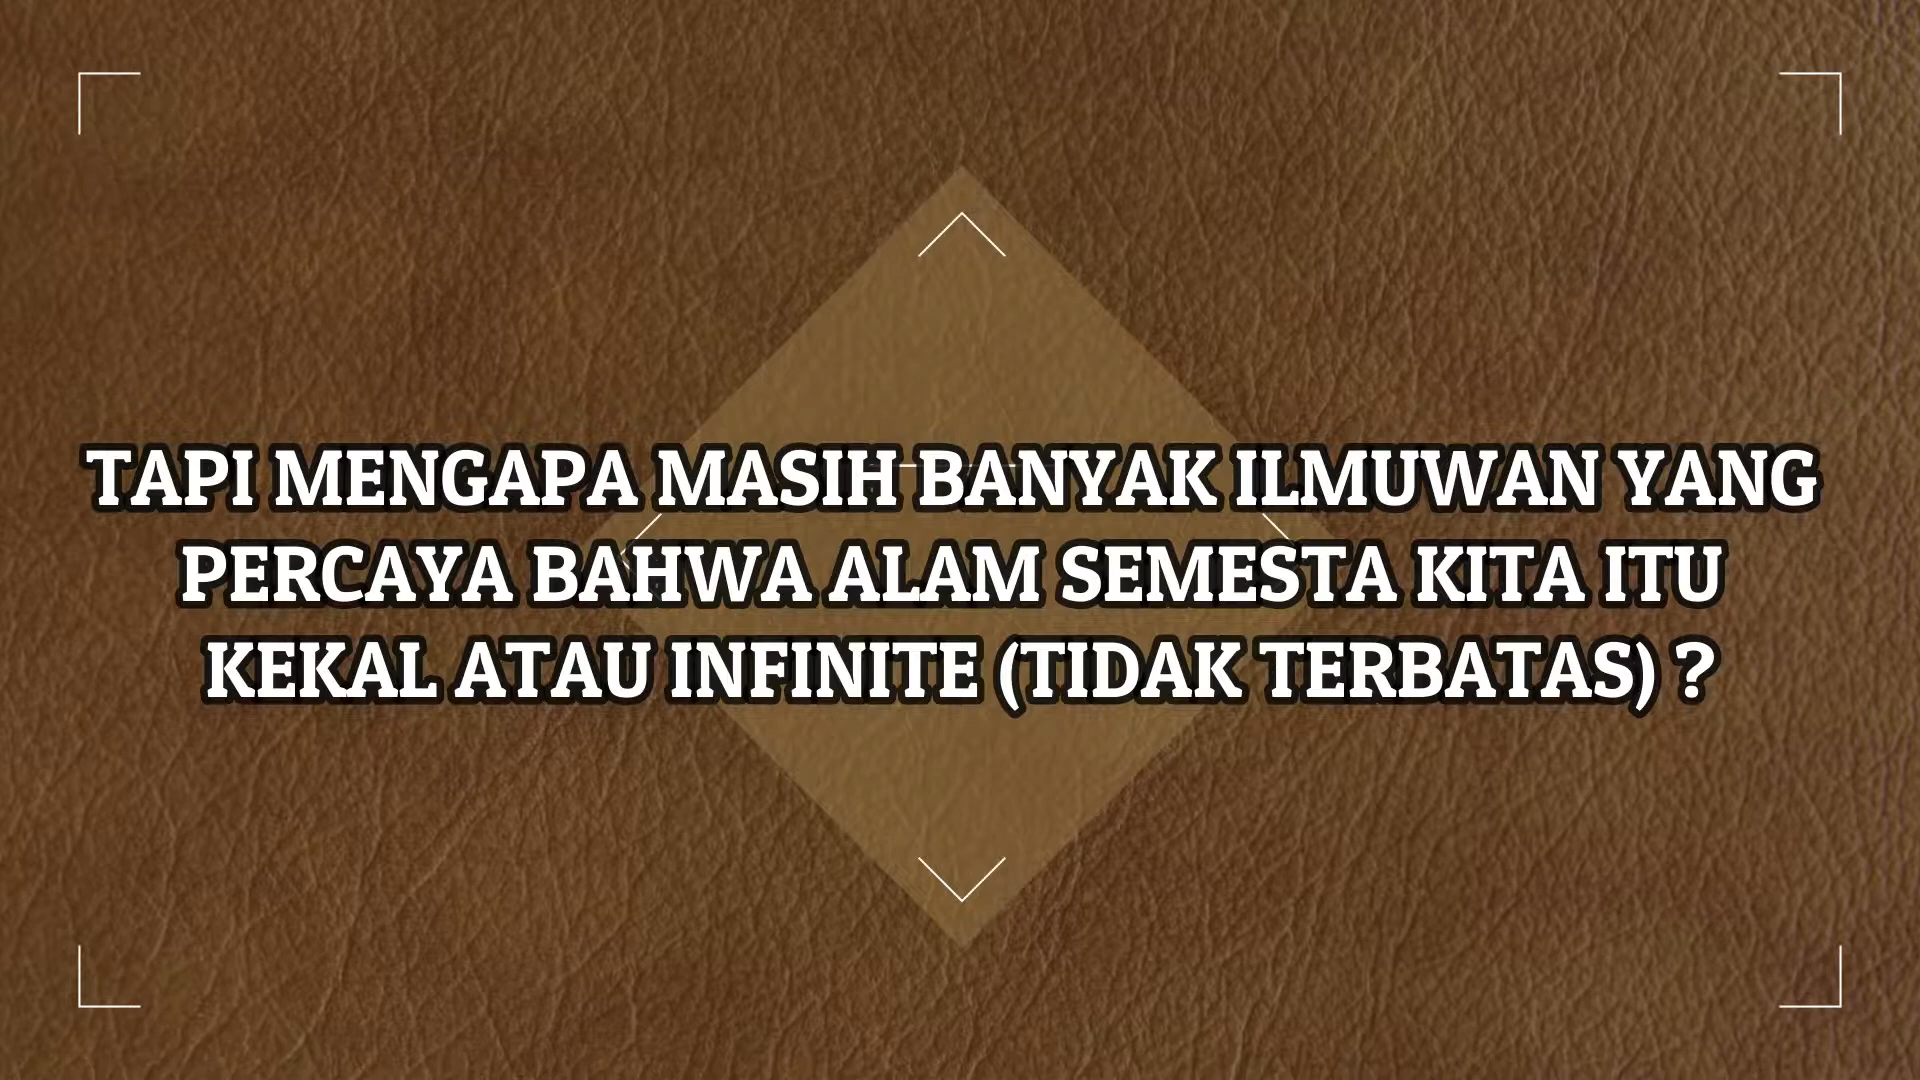 TAPI MENGAPA MASIH BANYAK ILMUWAN YANG
PERCAYA BAHWA ALAM SEMESTA KITA ITU
KEKAL ATAU INFINITE (TIDAK TERBATAS) ?